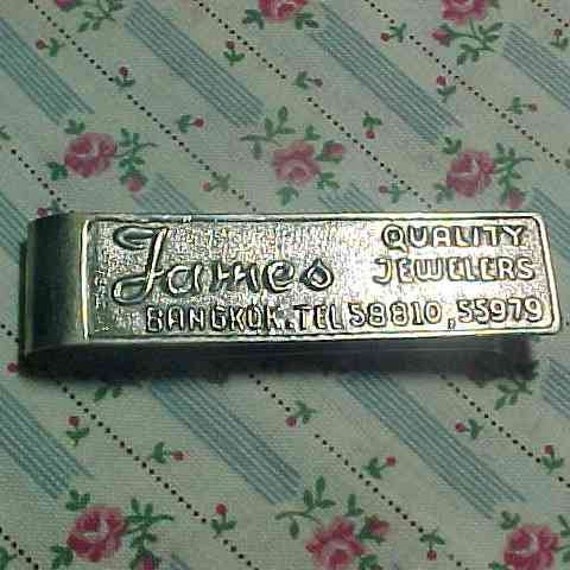 James QUALITY
JEWELERS
BANGKOK.TEL 58810, 55979